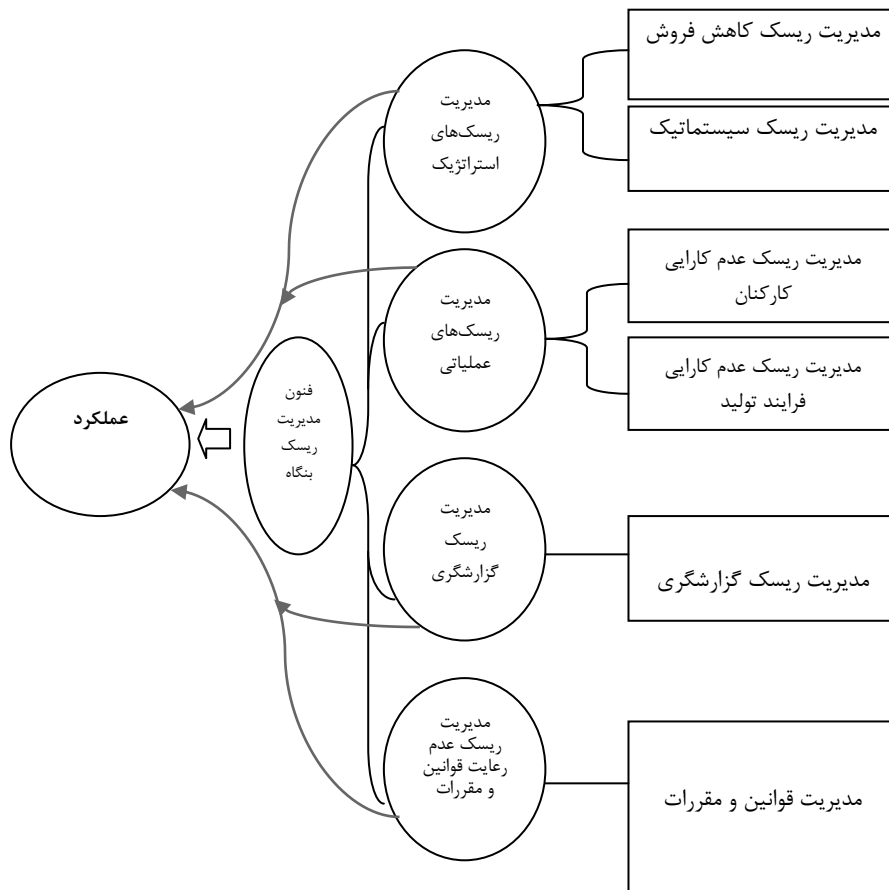 مدیریت ریسک کاهش فروش
مدیریت ریسک سیستماتیک
مدیریت ریسک عدم کارایی
کارکنان
مدیریت ریسک عدم کارایی
فرایند تولید
مدیریت ریسک گزارشگری
مدیریت قوانین و مقررات
مدیریت
ریسک‌های
استراتژیک
مدیریت
ریسک‌های
عملیاتی
مدیریت
ریسک
گزارشگری
مدیریت
ریسک عدم
رعایت قوانین
و مقررات
فنون
مدیریت
ریسک
بنگاه
عملکرد